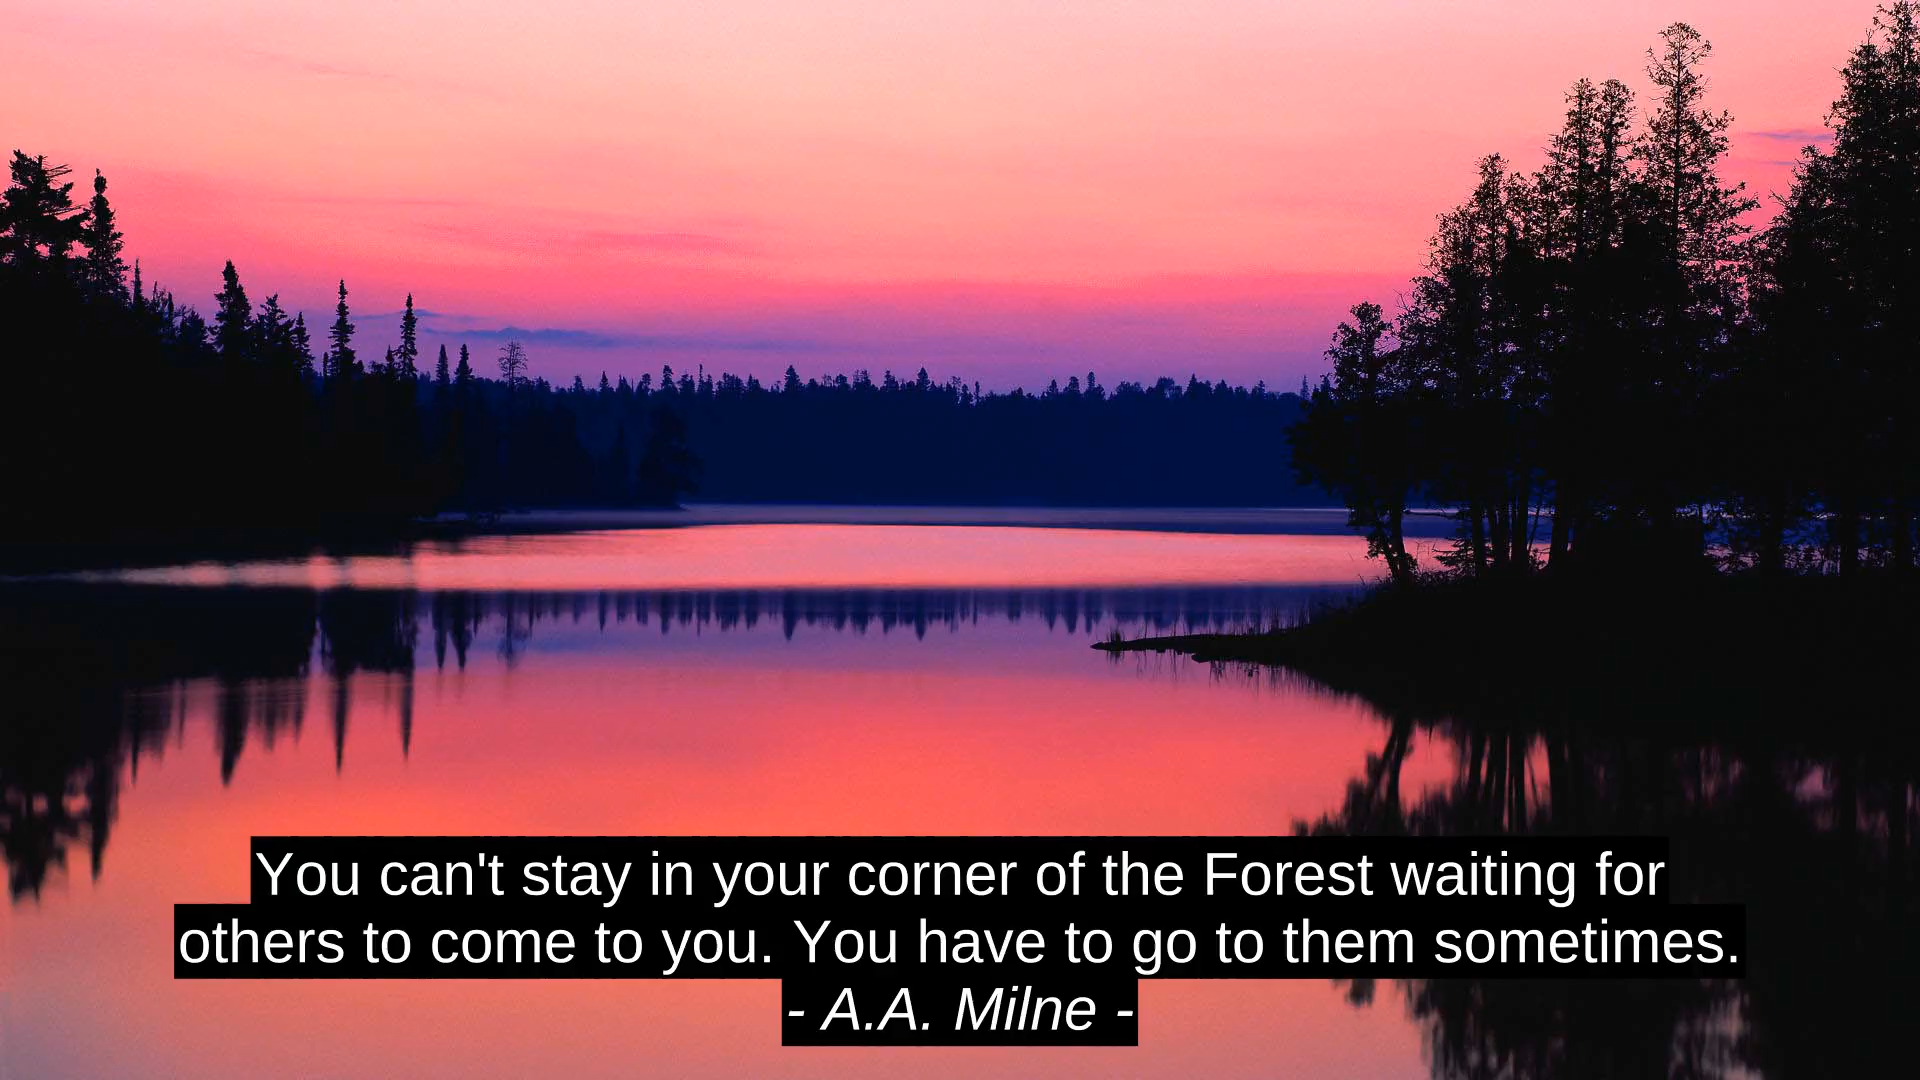 You can't stay in your corner of the Forest waiting for
others to come to you. You have to go to them sometimes.
- A.A. Milne -